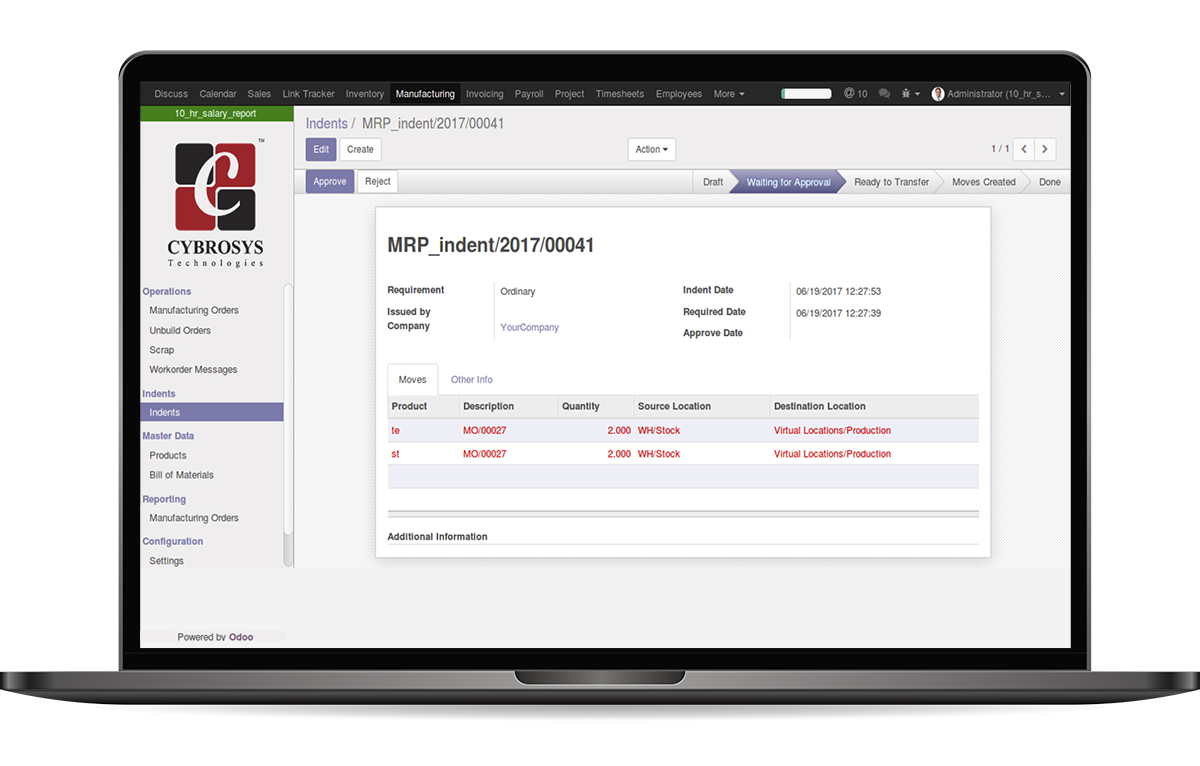 Discuss Calendar Sales Link Tracker Inventory Manufacturing Invoicing Payroll Project Timesheets Employees More @ 10 Administrator (10_hr_s...
10_hr_salary_report
Indents / MRP_indent/2017/00041
Edit Create Action 1 / 1
Approve Reject Draft Waiting for Approval Ready to Transfer Moves Created Done
C
TM
CYBROSYS
Technologies
Operations
Manufacturing Orders
Unbuild Orders
Scrap
Workorder Messages
Indents
Indents
Master Data
Products
Bill of Materials
Reporting
Manufacturing Orders
Configuration
Settings
Powered by Odoo
MRP_indent/2017/00041
Requirement Ordinary Indent Date 06/19/2017 12:27:53
Issued by Required Date 06/19/2017 12:27:39
Company YourCompany Approve Date
Moves Other Info
Product Description Quantity Source Location Destination Location
te MO/00027 2.000 WH/Stock Virtual Locations/Production
st MO/00027 2.000 WH/Stock Virtual Locations/Production
Additional Information